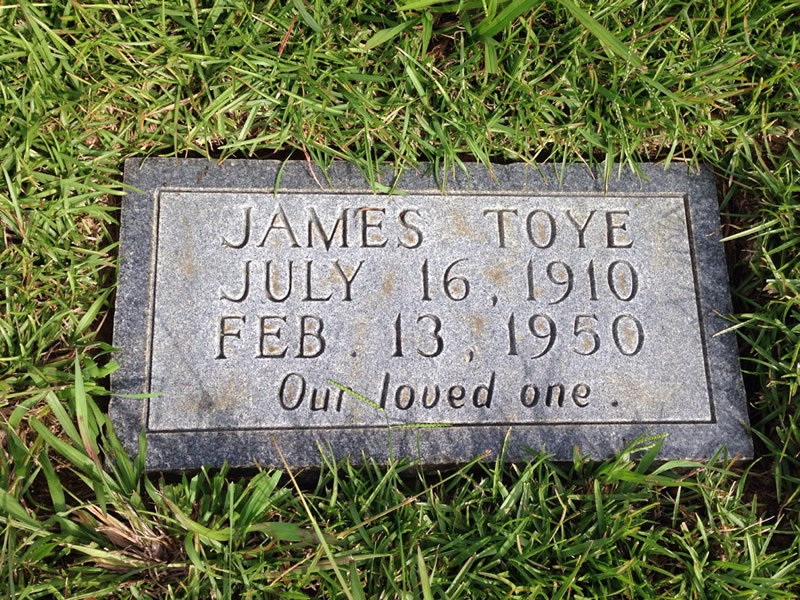 JAMES TOYE
JULY 16, 1910
FEB. 13, 1950
Our loved one.